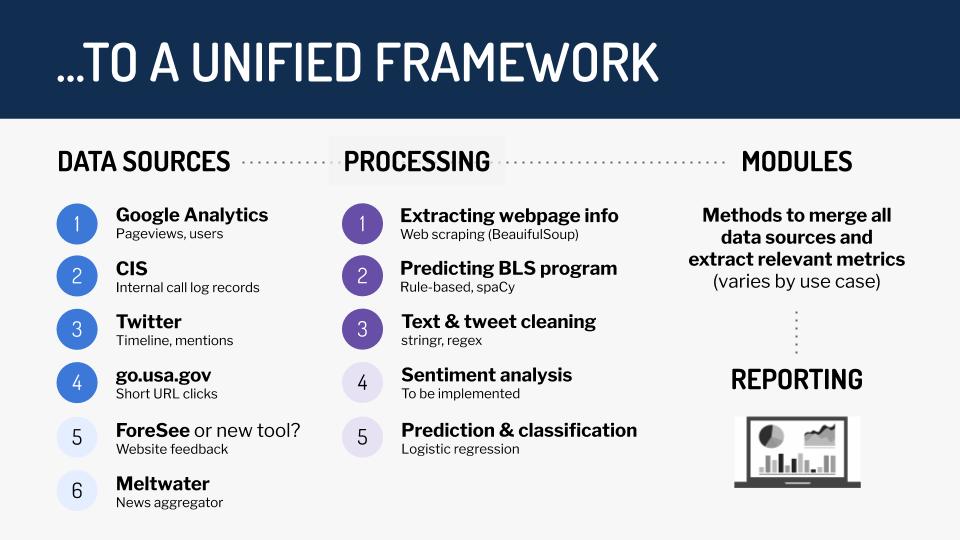 ...TO A UNIFIED FRAMEWORK
DATA SOURCES
1
Google Analytics
Pageviews, users
2
CIS
Internal call log records
3
Twitter
Timeline, mentions
4
go.usa.gov
Short URL clicks
5
ForeSee or new tool?
Website feedback
6
Meltwater
News aggregator
PROCESSING
1
Extracting webpage info
Web scraping (BeauifulSoup)
2
Predicting BLS program
Rule-based, spaCy
3
Text & tweet cleaning
stringr, regex
4
Sentiment analysis
To be implemented
5
Prediction & classification
Logistic regression
MODULES
Methods to merge all
data sources and
extract relevant metrics
(varies by use case)
REPORTING